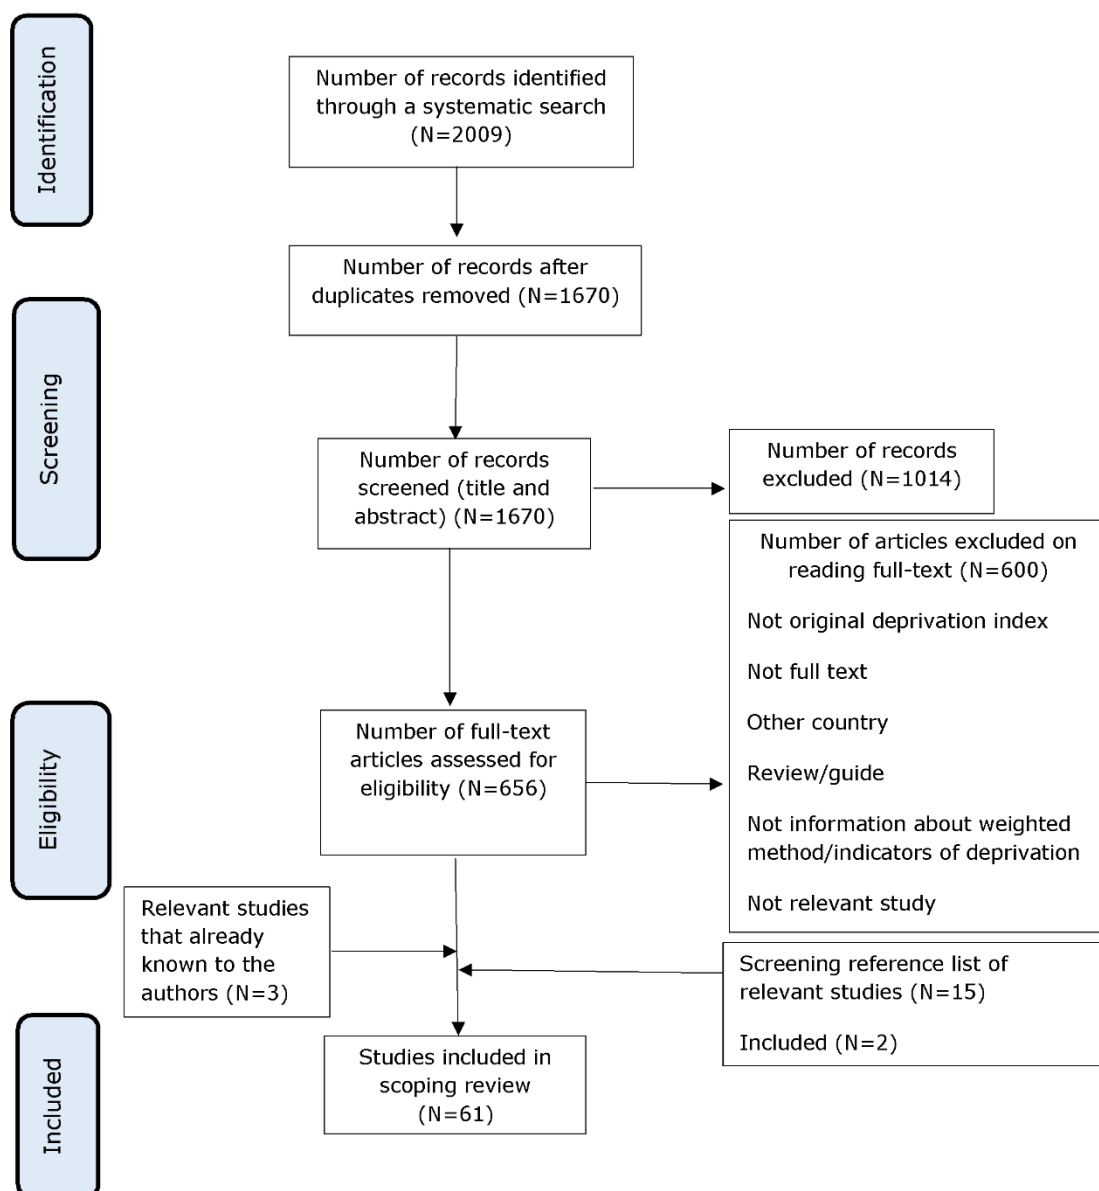 Identification
Number of records identified
through a systematic search
(N=2009)
Number of records after
duplicates removed (N=1670)
Screening
Number of records
screened (title and
abstract) (N=1670)
Number of records
excluded (N=1014)
Number of articles excluded on
reading full-text (N=600)
Not original deprivation index
Not full text
Other country
Review/guide
Not information about weighted
method/indicators of deprivation
Not relevant study
Eligibility
Number of full-text
articles assessed for
eligibility (N=656)
Relevant studies
that already
known to the
authors (N=3)
Screening reference list of
relevant studies (N=15)
Included (N=2)
Included
Studies included in
scoping review
(N=61)